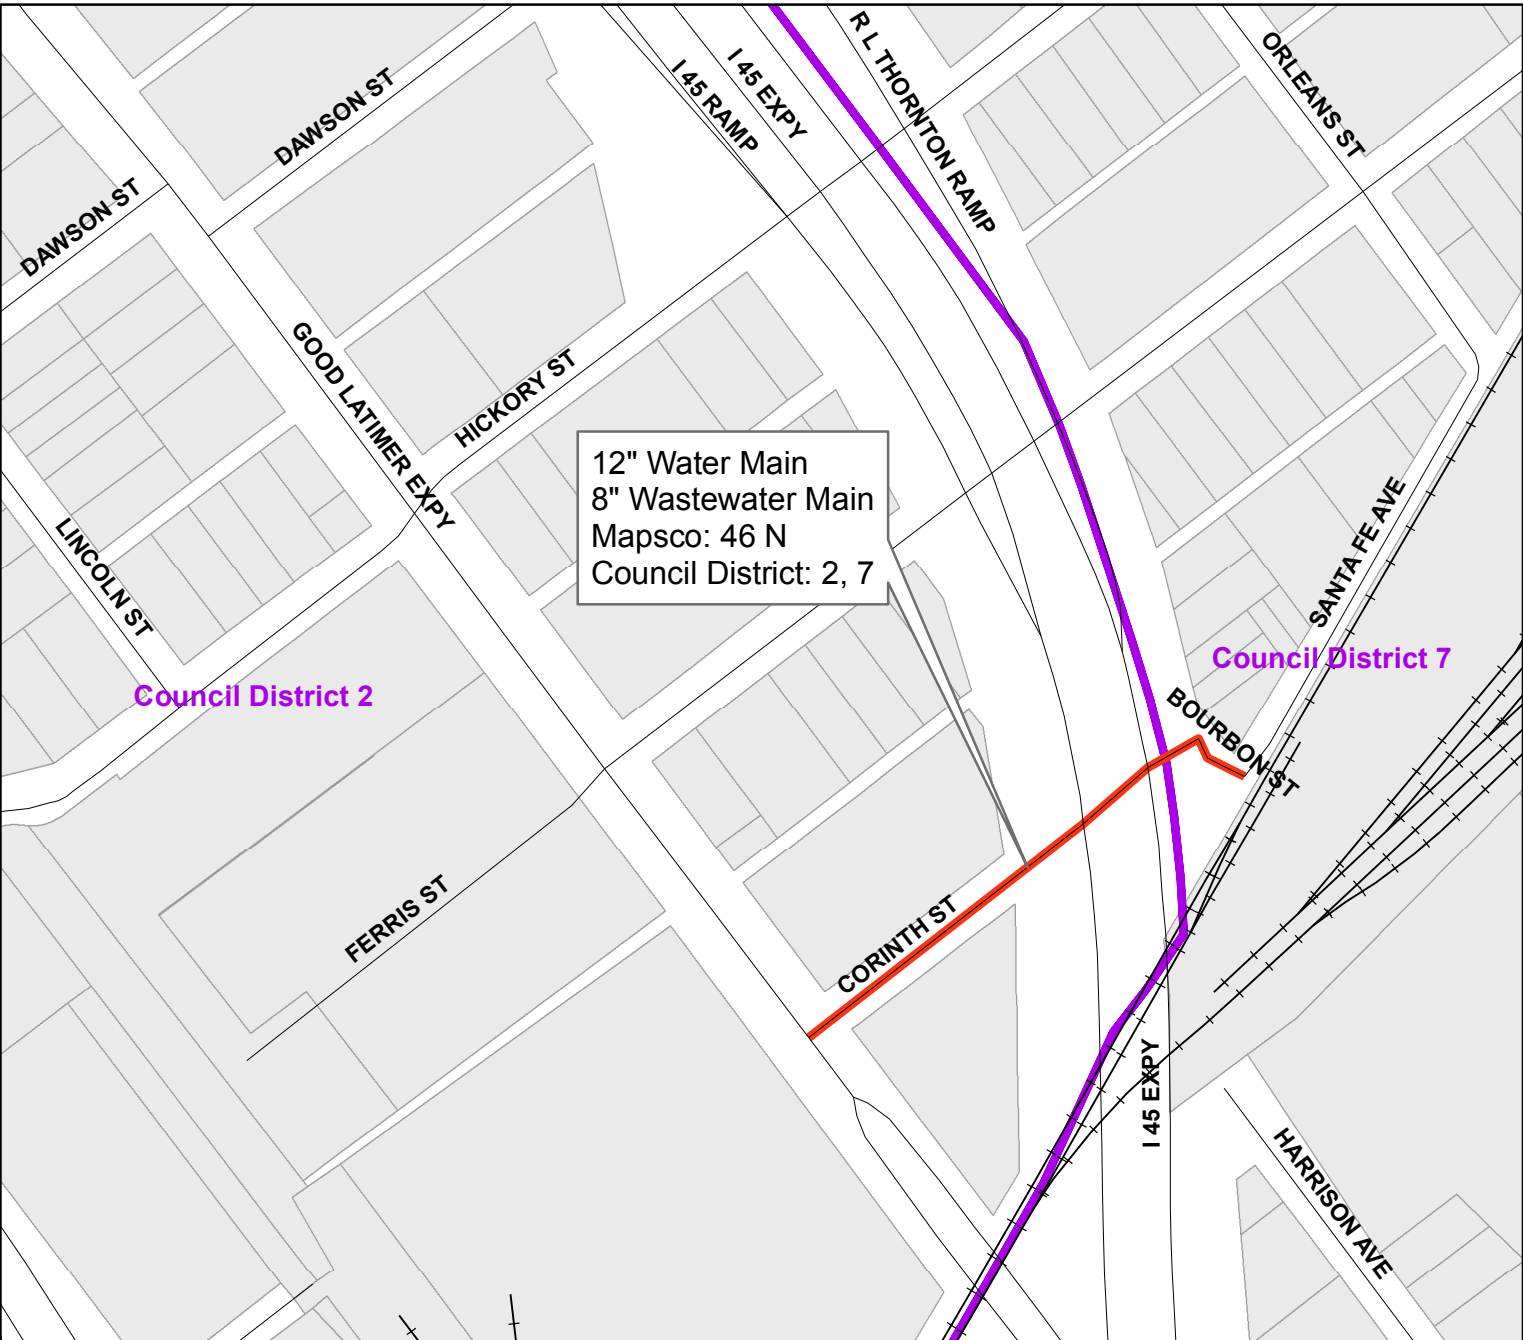 I 45 RAMP
I 45 EXPY
R L THORNTON RAMP
ORLEANS ST
DAWSON ST
DAWSON ST
GOOD LATIMER EXPY
HICKORY ST
12" Water Main
8" Wastewater Main
Mapsco: 46 N
Council District: 2, 7
LINCOLN ST
SANTA FE AVE
Council District 7
Council District 2
BOURBON ST
FERRIS ST
CORINTH ST
I 45 EXPY
HARRISON AVE